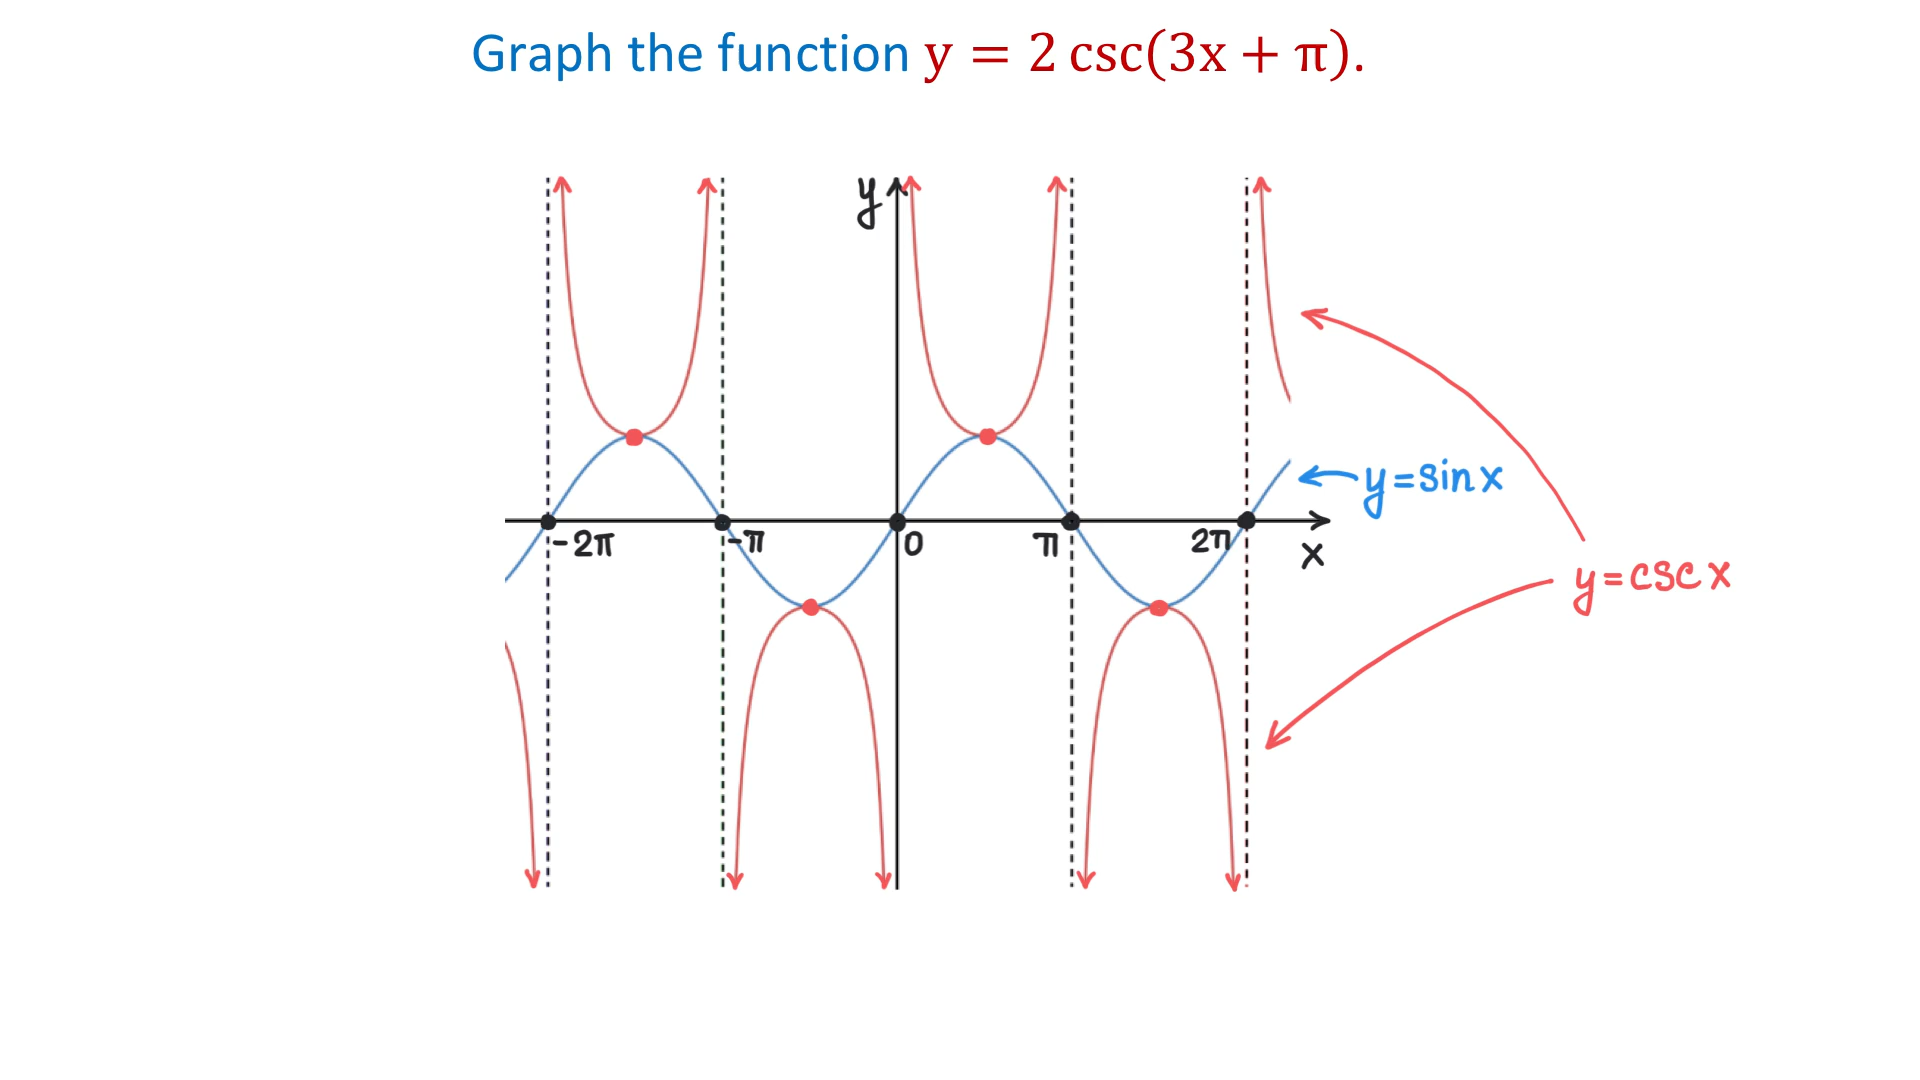 Graph the function y = 2 csc(3x + π).
y
y=sinx
-2π
-π
0
π
2π
x
y=cscx